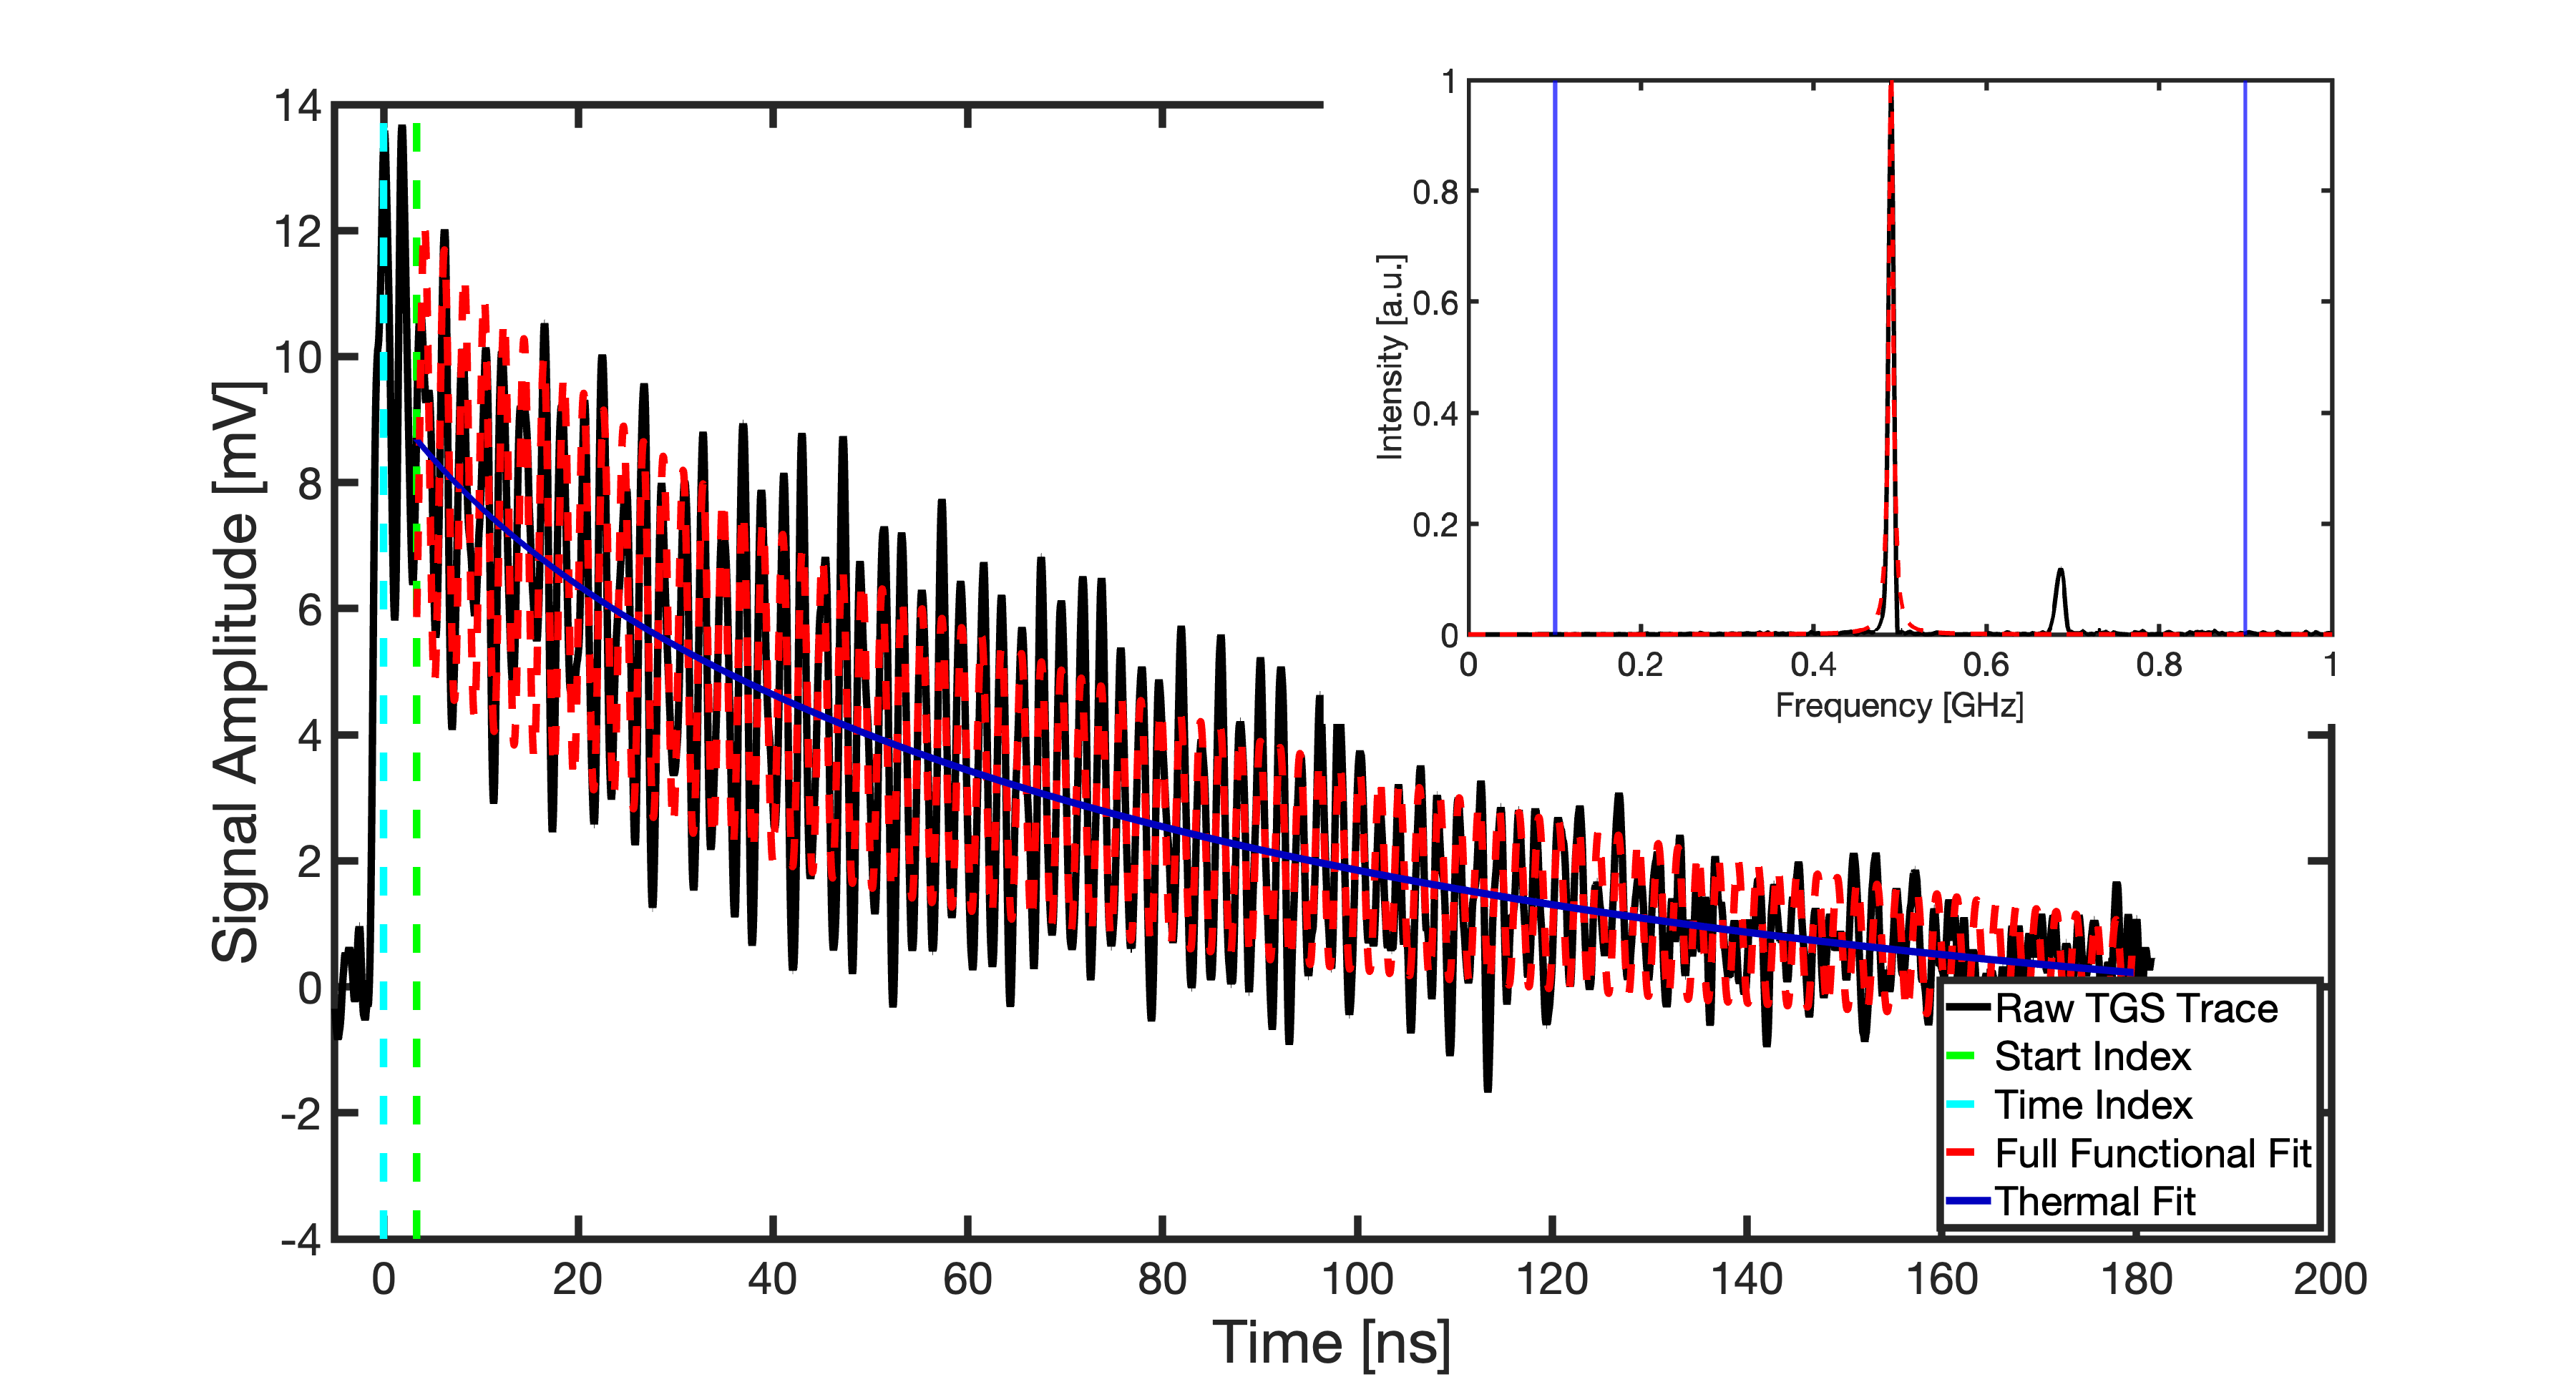 14
12
10
8
6
4
2
0
-2
-4
Signal Amplitude [mV]
0 20 40 60 80 100 120 140 160 180 200
Time [ns]
1
0.8
0.6
0.4
0.2
0
Intensity [a.u.]
0 0.2 0.4 0.6 0.8 1
Frequency [GHz]
Raw TGS Trace
Start Index
Time Index
Full Functional Fit
Thermal Fit